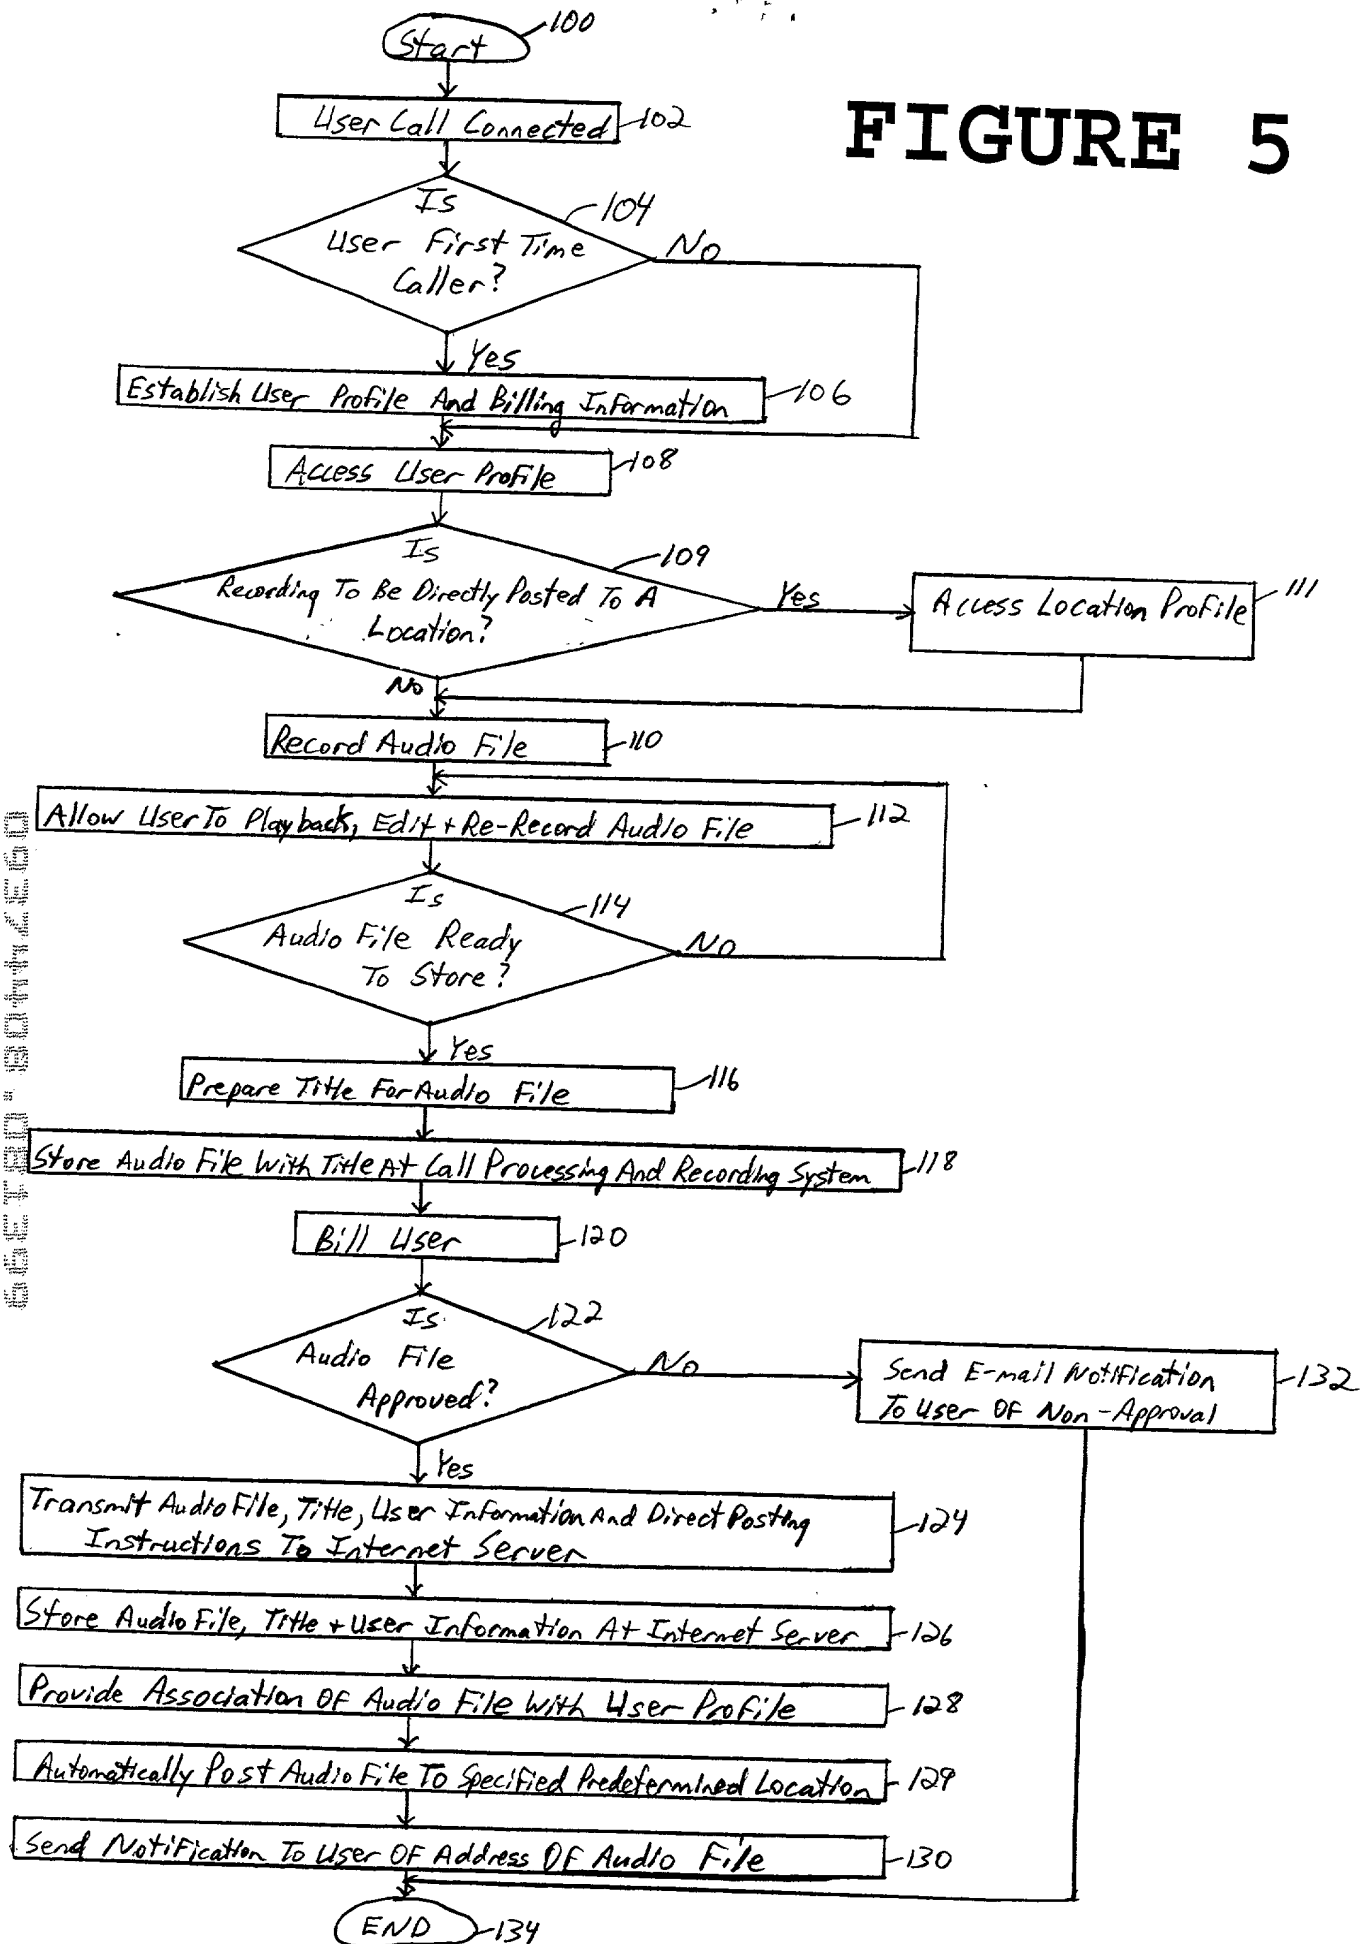 Start
100
User Call Connected
102
FIGURE 5
Is
104
User First Time
Caller?
No
Yes
Establish User Profile And Billing Information
106
Access User Profile
108
Is
109
Recording To Be Directly Posted To A
Location?
Yes
Access Location Profile
111
No
Record Audio File
110
Allow User To Playback, Edit + Re-Record Audio File
112
Is
114
Audio File Ready
To Store?
No
Yes
Prepare Title For Audio File
116
Store Audio File With Title At Call Processing And Recording System
118
Bill User
120
Is
122
Audio File
Approved?
No
Send E-mail Notification
To User Of Non-Approval
132
Yes
Transmit Audio File, Title, User Information And Direct Posting
Instructions To Internet Server
124
Store Audio File, Title + User Information At Internet Server
126
Provide Association Of Audio File With User Profile
128
Automatically Post Audio File To Specified Predetermined Location
129
Send Notification To User Of Address Of Audio File
130
END
134